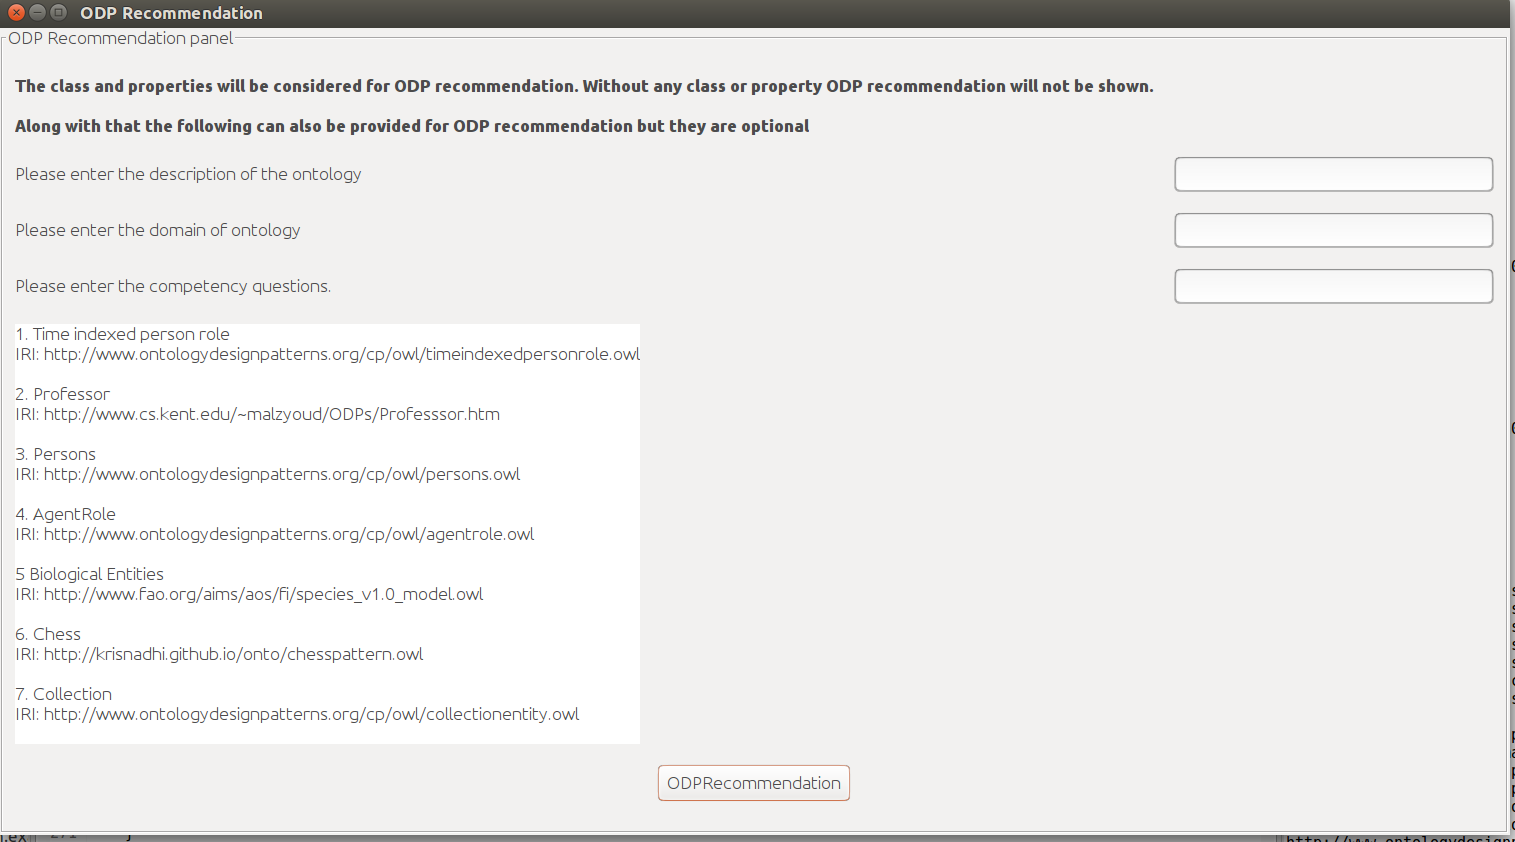 ODP Recommendation
ODP Recommendation panel
The class and properties will be considered for ODP recommendation. Without any class or property ODP recommendation will not be shown.
Along with that the following can also be provided for ODP recommendation but they are optional
Please enter the description of the ontology
Please enter the domain of ontology
Please enter the competency questions.
1. Time indexed person role
IRI: http://www.ontologydesignpatterns.org/cp/owl/timeindexedpersonrole.owl
2. Professor
IRI: http://www.cs.kent.edu/~malzyoud/ODPs/Professsor.htm
3. Persons
IRI: http://www.ontologydesignpatterns.org/cp/owl/persons.owl
4. AgentRole
IRI: http://www.ontologydesignpatterns.org/cp/owl/agentrole.owl
5 Biological Entities
IRI: http://www.fao.org/aims/aos/fi/species_v1.0_model.owl
6. Chess
IRI: http://krisnadhi.github.io/onto/chesspattern.owl
7. Collection
IRI: http://www.ontologydesignpatterns.org/cp/owl/collectionentity.owl
ODPRecommendation